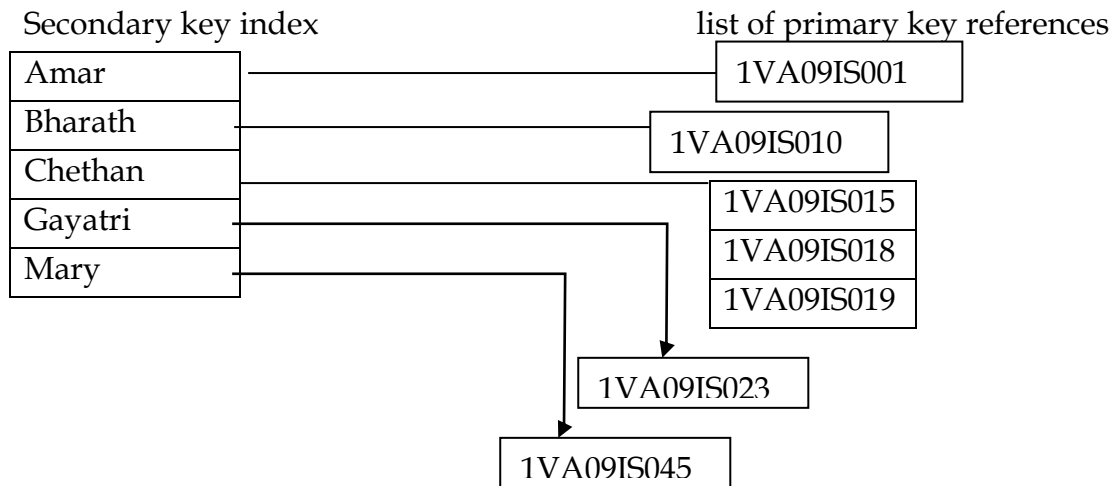 Secondary key index
list of primary key references
Amar
1VA09IS001
Bharath
1VA09IS010
Chethan
1VA09IS015
Gayatri
1VA09IS018
Mary
1VA09IS019
1VA09IS023
1VA09IS045